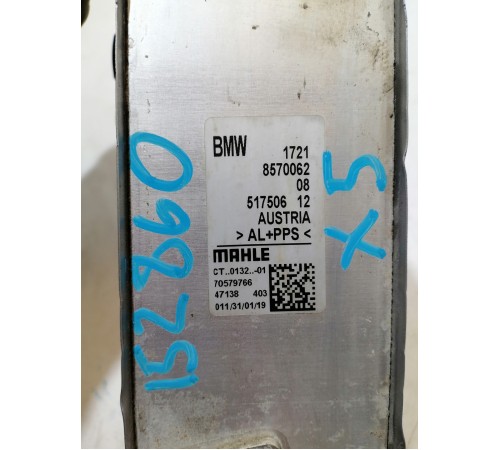 BMW 1721
8570062
08
517506 12
AUSTRIA
> AL+PPS <
MAHLE
CT..0132..-01
70579766
47138 403
011/31/01/19
152860
X5